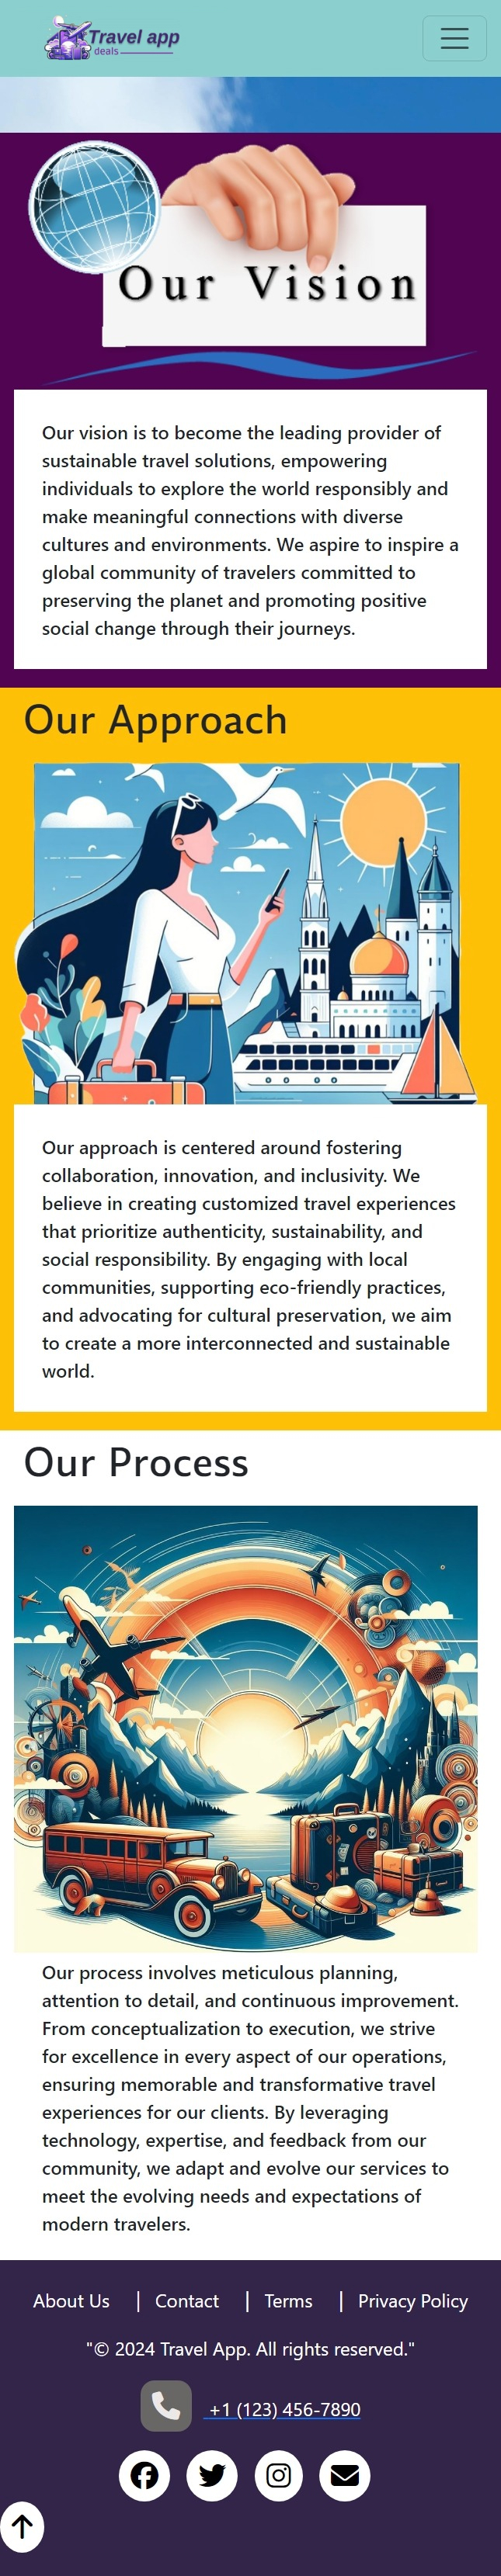 Travel app
deals
Our Vision
Our vision is to become the leading provider of
sustainable travel solutions, empowering
individuals to explore the world responsibly and
make meaningful connections with diverse
cultures and environments. We aspire to inspire a
global community of travelers committed to
preserving the planet and promoting positive
social change through their journeys.
Our Approach
Our approach is centered around fostering
collaboration, innovation, and inclusivity. We
believe in creating customized travel experiences
that prioritize authenticity, sustainability, and
social responsibility. By engaging with local
communities, supporting eco-friendly practices,
and advocating for cultural preservation, we aim
to create a more interconnected and sustainable
world.
Our Process
Our process involves meticulous planning,
attention to detail, and continuous improvement.
From conceptualization to execution, we strive
for excellence in every aspect of our operations,
ensuring memorable and transformative travel
experiences for our clients. By leveraging
technology, expertise, and feedback from our
community, we adapt and evolve our services to
meet the evolving needs and expectations of
modern travelers.
About Us | Contact | Terms | Privacy Policy
"© 2024 Travel App. All rights reserved."
+1 (123) 456-7890